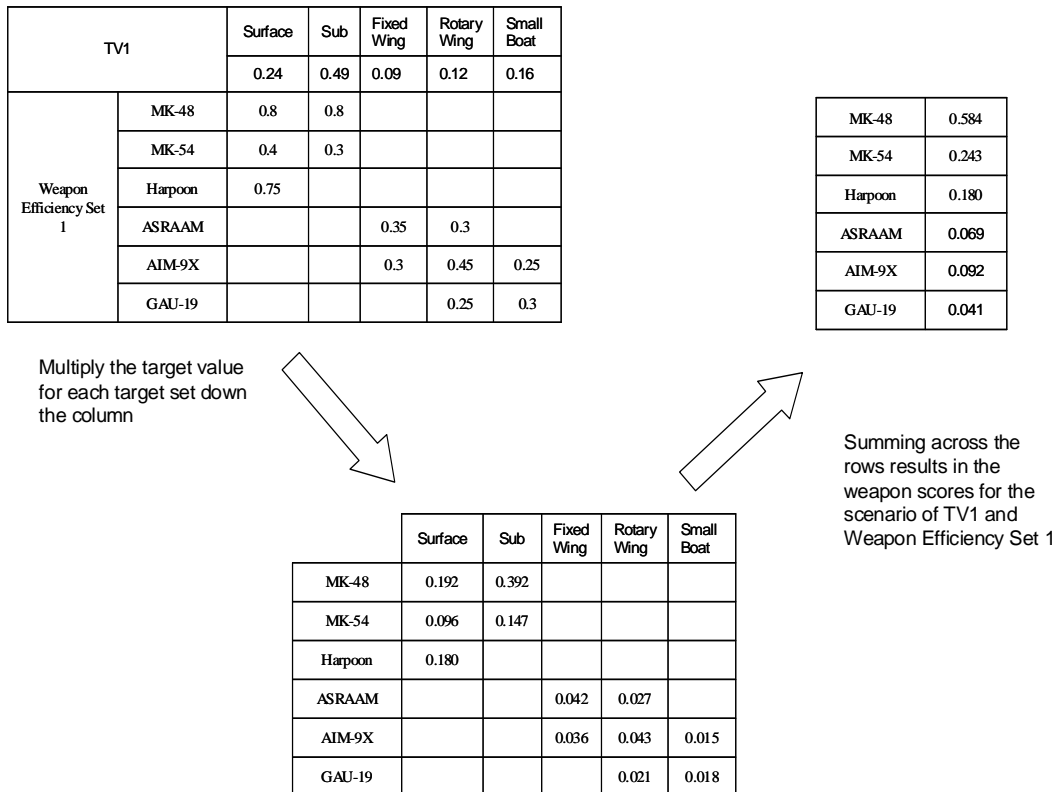 TV1 Surface Sub Fixed Wing Rotary Wing Small Boat
0.24 0.49 0.09 0.12 0.16
Weapon Efficiency Set 1
MK-48 0.8 0.8
MK-54 0.4 0.3
Harpoon 0.75
ASRAAM 0.35 0.3
AIM-9X 0.3 0.45 0.25
GAU-19 0.25 0.3
MK-48 0.584
MK-54 0.243
Harpoon 0.180
ASRAAM 0.069
AIM-9X 0.092
GAU-19 0.041
Multiply the target value
for each target set down
the column
Summing across the
rows results in the
weapon scores for the
scenario of TV1 and
Weapon Efficiency Set 1
Surface Sub Fixed Wing Rotary Wing Small Boat
MK-48 0.192 0.392
MK-54 0.096 0.147
Harpoon 0.180
ASRAAM 0.042 0.027
AIM-9X 0.036 0.043 0.015
GAU-19 0.021 0.018